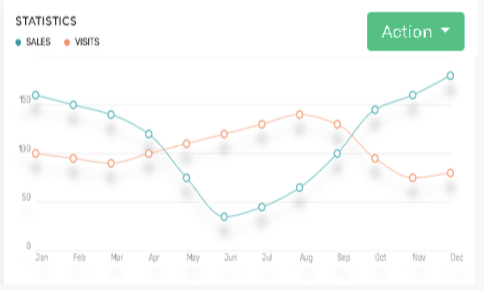 STATISTICS
Action
SALES VISITS
150
100
50
0
Jan Feb Mar Apr May Jun Jul Aug Sep Oct Nov Dec